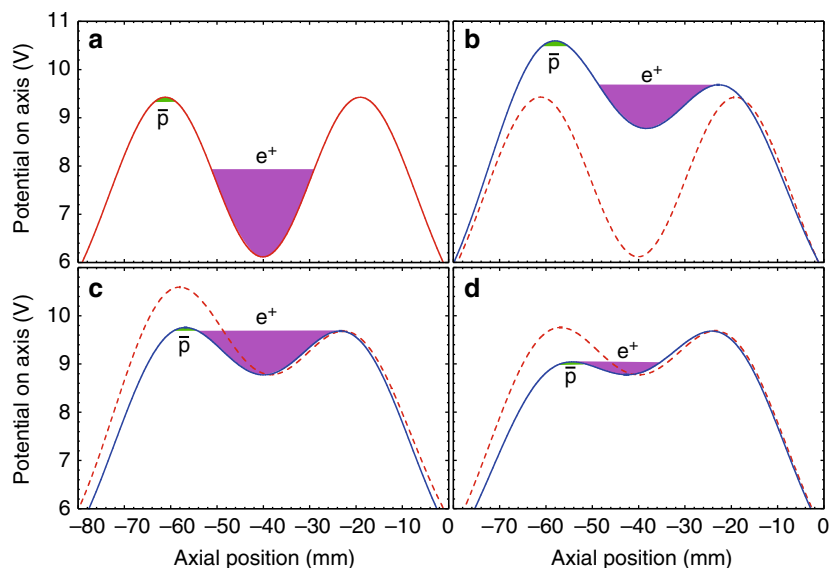 a
b
Potential on axis (V)
11
10
9
8
7
6
p̅
e⁺
p̅
e⁺
c
d
Potential on axis (V)
10
9
8
7
6
p̅
e⁺
p̅
e⁺
–80 –70 –60 –50 –40 –30 –20 –10
80 –70 –60 –50 –40 –30 –20 –10 0
Axial position (mm)
Axial position (mm)